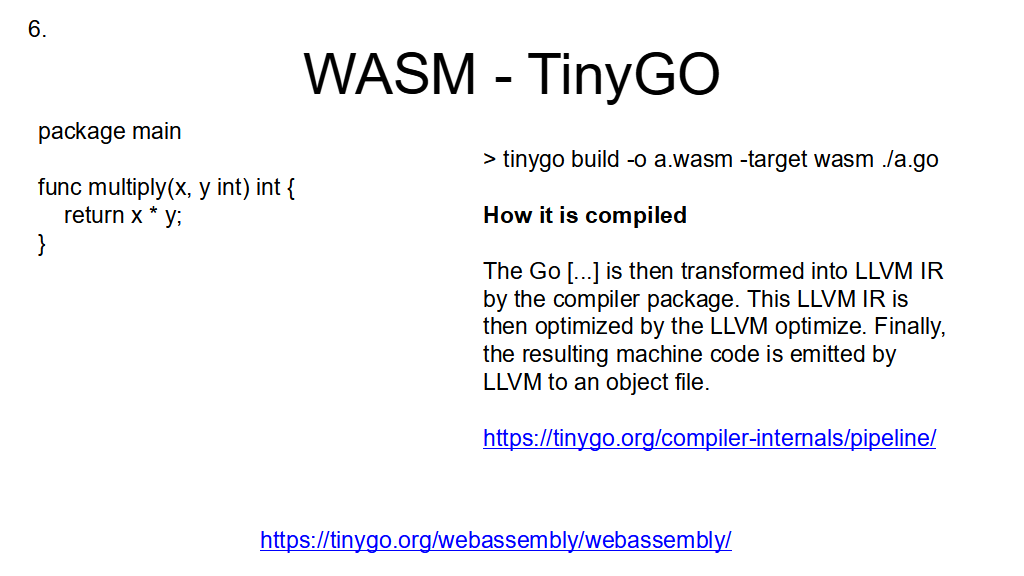 6.
WASM - TinyGO
package main
func multiply(x, y int) int {
return x * y;
}
> tinygo build -o a.wasm -target wasm ./a.go
How it is compiled
The Go [...] is then transformed into LLVM IR
by the compiler package. This LLVM IR is
then optimized by the LLVM optimize. Finally,
the resulting machine code is emitted by
LLVM to an object file.
https://tinygo.org/compiler-internals/pipeline/
https://tinygo.org/webassembly/webassembly/